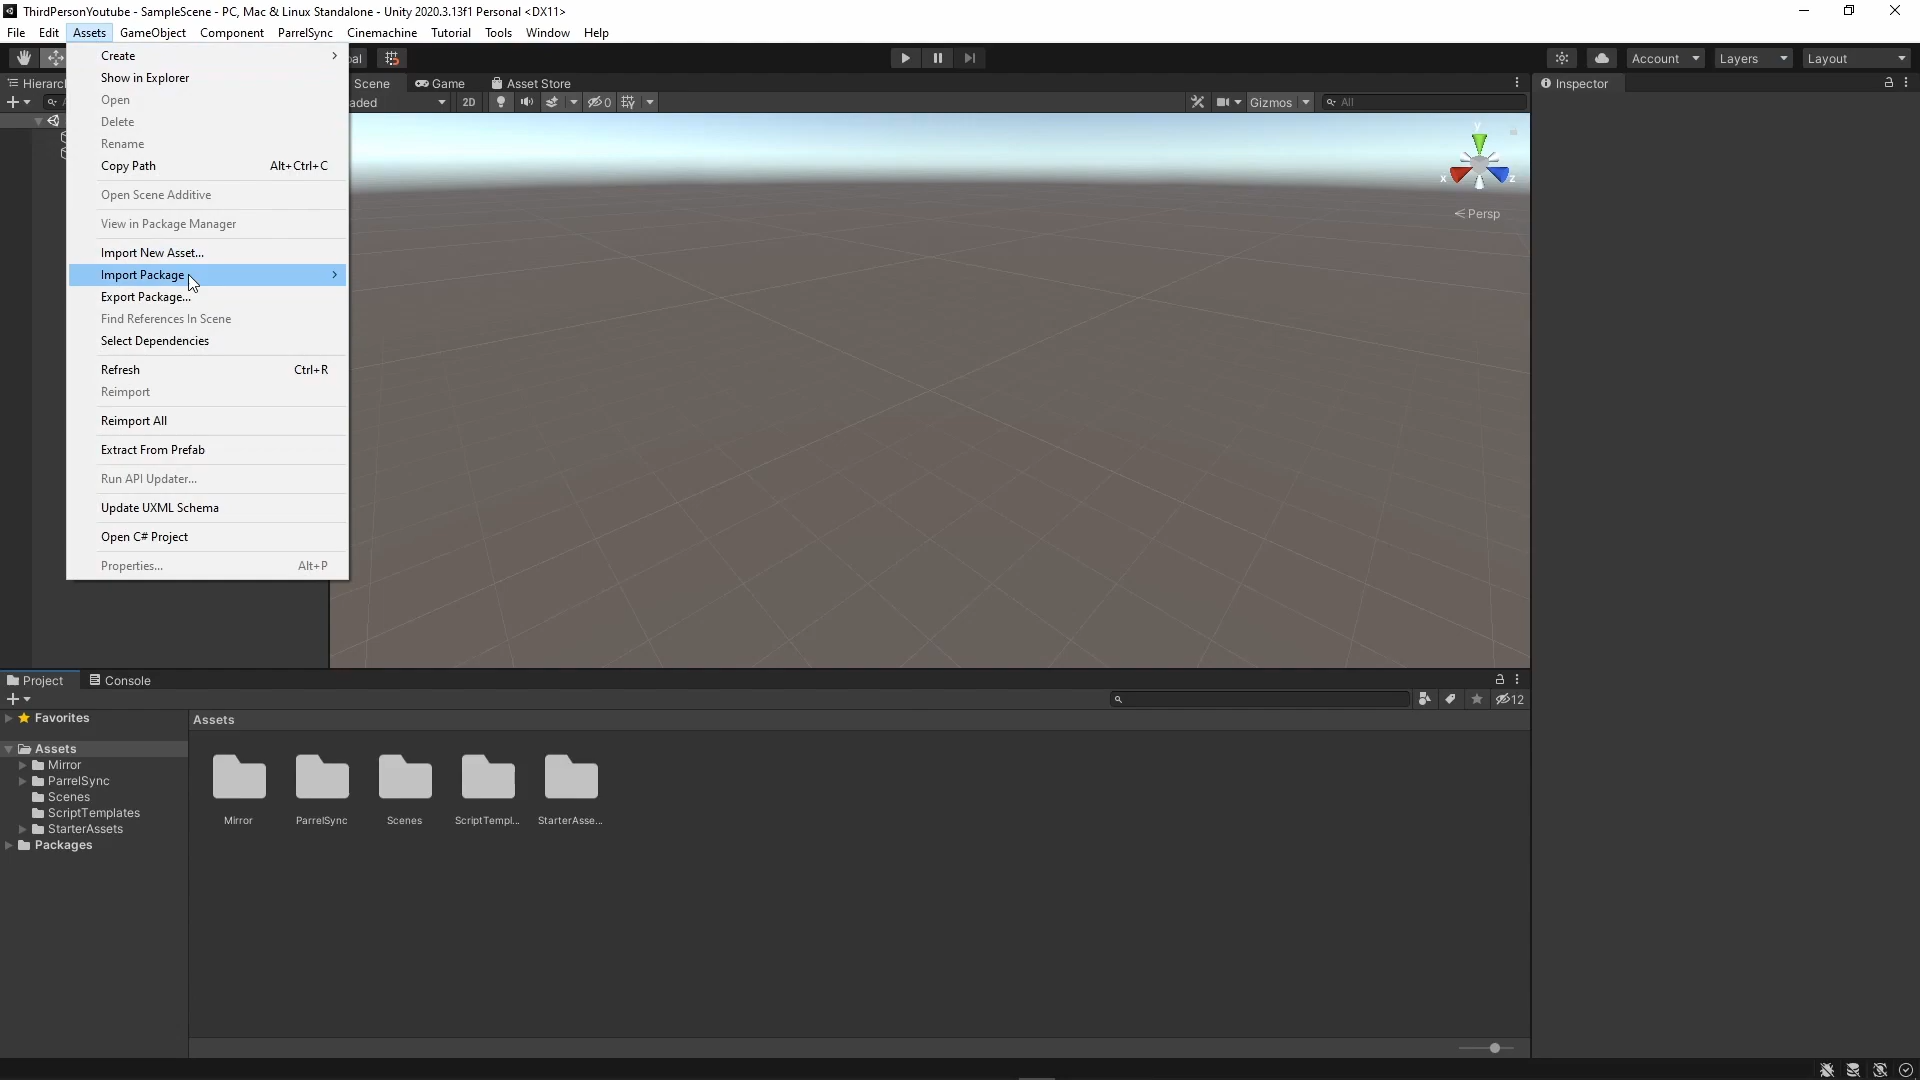 ThirdPersonYoutube - SampleScene - PC, Mac & Linux Standalone - Unity 2020.3.13f1 Personal <DX11>
File Edit Assets GameObject Component ParrelSync Cinemachine Tutorial Tools Window Help
Account Layers Layout
Scene Game Asset Store
Inspector
2D 0 Gizmos All
Create
Show in Explorer
Open
Delete
Rename
Copy Path Alt+Ctrl+C
Open Scene Additive
View in Package Manager
Import New Asset...
Import Package
Export Package...
Find References In Scene
Select Dependencies
Refresh Ctrl+R
Reimport
Reimport All
Extract From Prefab
Run API Updater...
Update UXML Schema
Open C# Project
Properties... Alt+P
y
x z
Persp
Project Console
12
Favorites
Assets
Mirror
ParrelSync
Scenes
ScriptTemplates
StarterAssets
Packages
Assets
Mirror ParrelSync Scenes ScriptTempl... StarterAsse...